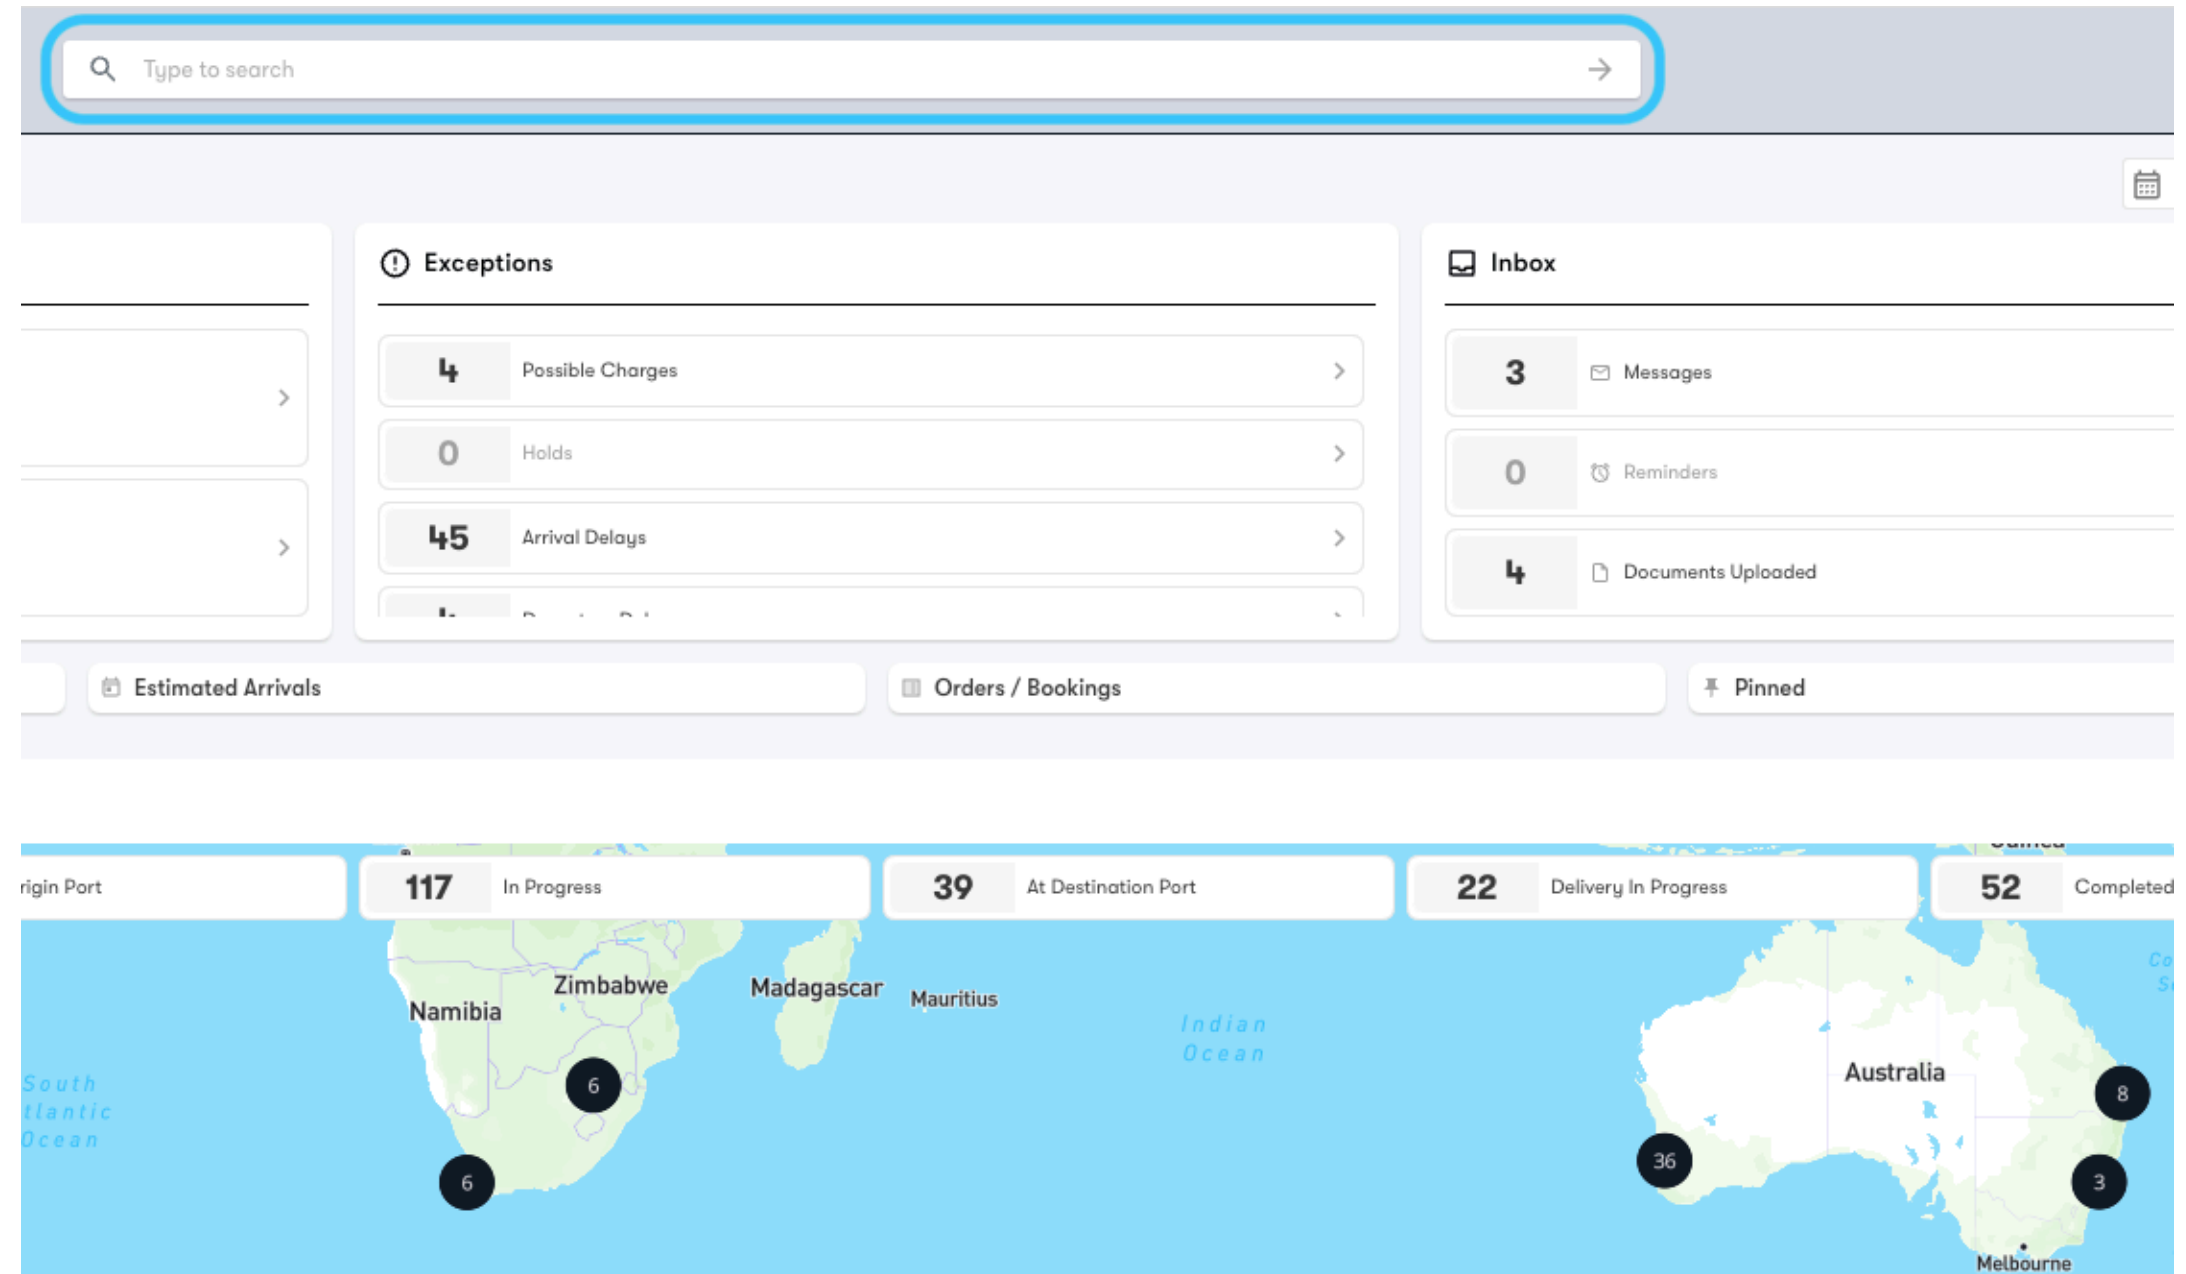 Type to search
Exceptions
Inbox
4 Possible Charges
3 Messages
0 Holds
0 Reminders
45 Arrival Delays
4 Documents Uploaded
Estimated Arrivals
Orders / Bookings
Pinned
rigin Port
117 In Progress
39 At Destination Port
22 Delivery In Progress
52 Completed
Zimbabwe
Madagascar
Mauritius
Namibia
Indian
Ocean
Australia
South
tlantic
Ocean
6
8
36
6
3
Melbourne